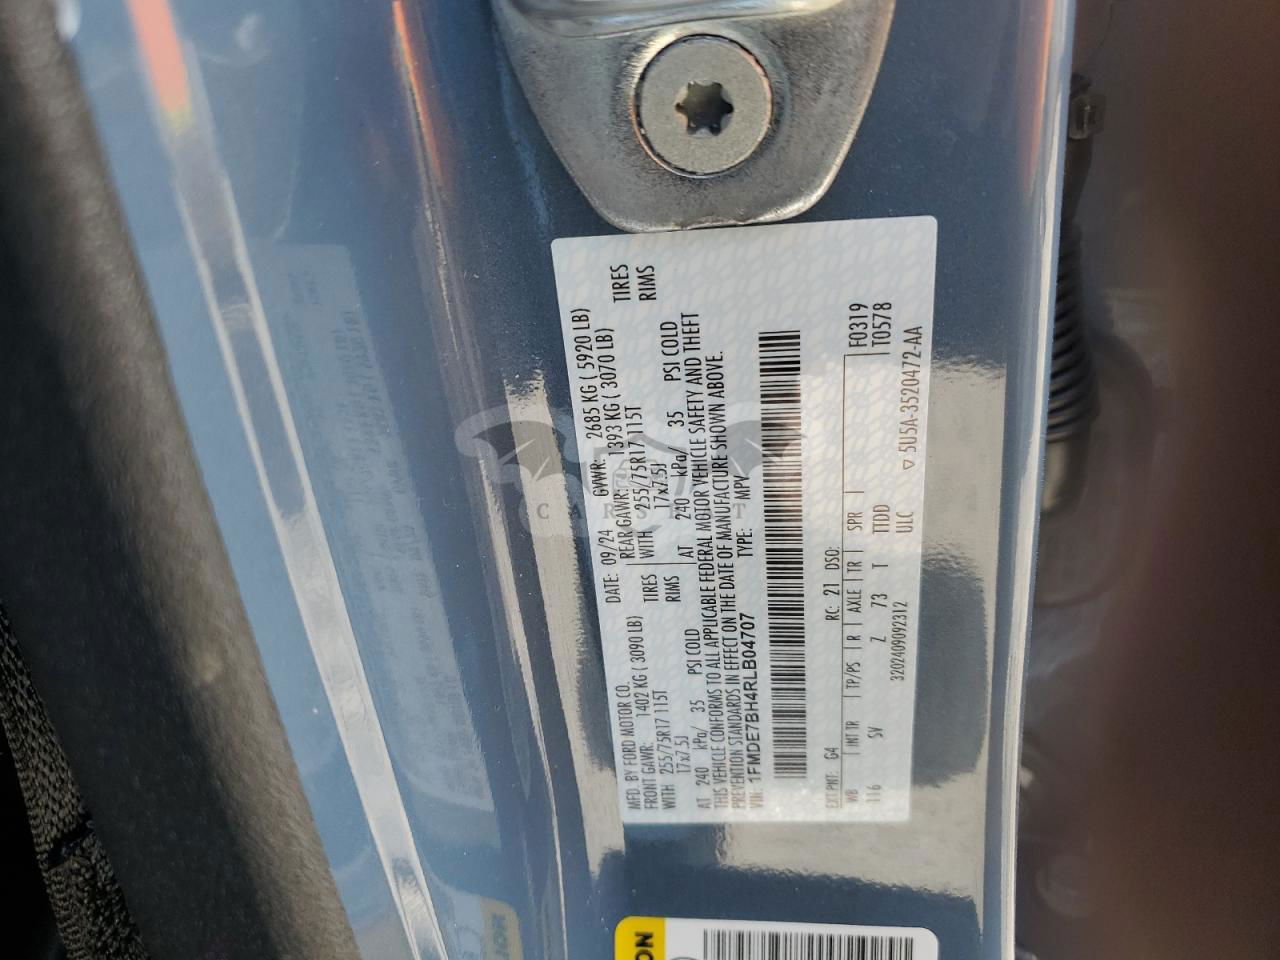 MFD. BY FORD MOTOR CO.
DATE: 09/24 GVWR: 2685 KG ( 5920 LB)
FRONT GAWR: 1402 KG ( 3090 LB) REAR GAWR: 1393 KG ( 3070 LB)
WITH 255/75R17 115T TIRES WITH 255/75R17 115T TIRES
17x7.5J RIMS 17x7.5J RIMS
AT 240 kPa/ 35 PSI COLD AT 240 kPa/ 35 PSI COLD
THIS VEHICLE CONFORMS TO ALL APPLICABLE FEDERAL MOTOR VEHICLE SAFETY AND THEFT
PREVENTION STANDARDS IN EFFECT ON THE DATE OF MANUFACTURE SHOWN ABOVE.
VIN: 1FMDE7BH4RLB04707 TYPE: MPV
EXT PNT: G4 RC: 21 DSO: F0319
WB INT TR TP/PS R AXLE TR SPR T0578
116 SV Z 73 T TTDD
ULC
3202409092312 5U5A-3520472-AA
CARS